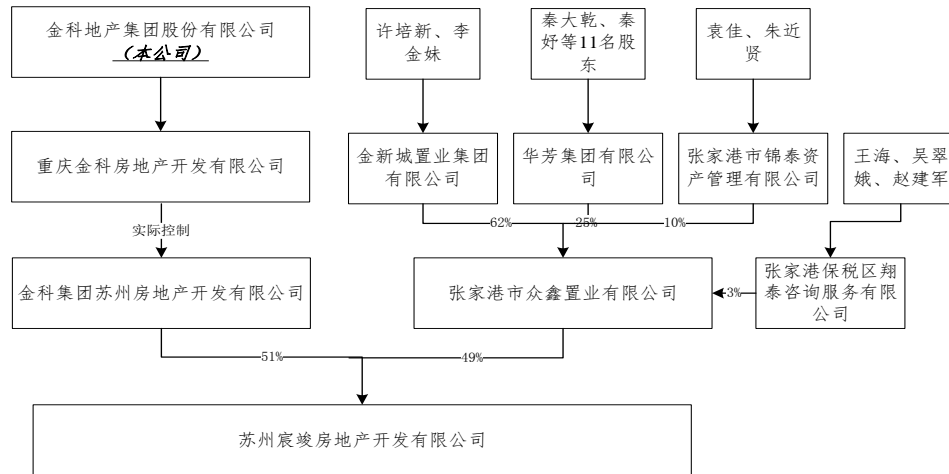 金科地产集团股份有限公司
（本公司）
许培新、李
金妹
秦大乾、秦
妤等11名股
东
袁佳、朱近
贤
重庆金科房地产开发有限公司
金新城置业集团
有限公司
华芳集团有限公
司
张家港市锦泰资
产管理有限公司
王海、吴翠
娥、赵建军
实际控制
62%
25%
10%
金科集团苏州房地产开发有限公司
张家港市众鑫置业有限公司
3%
张家港保税区翔
泰咨询服务有限
公司
51%
49%
苏州宸竣房地产开发有限公司